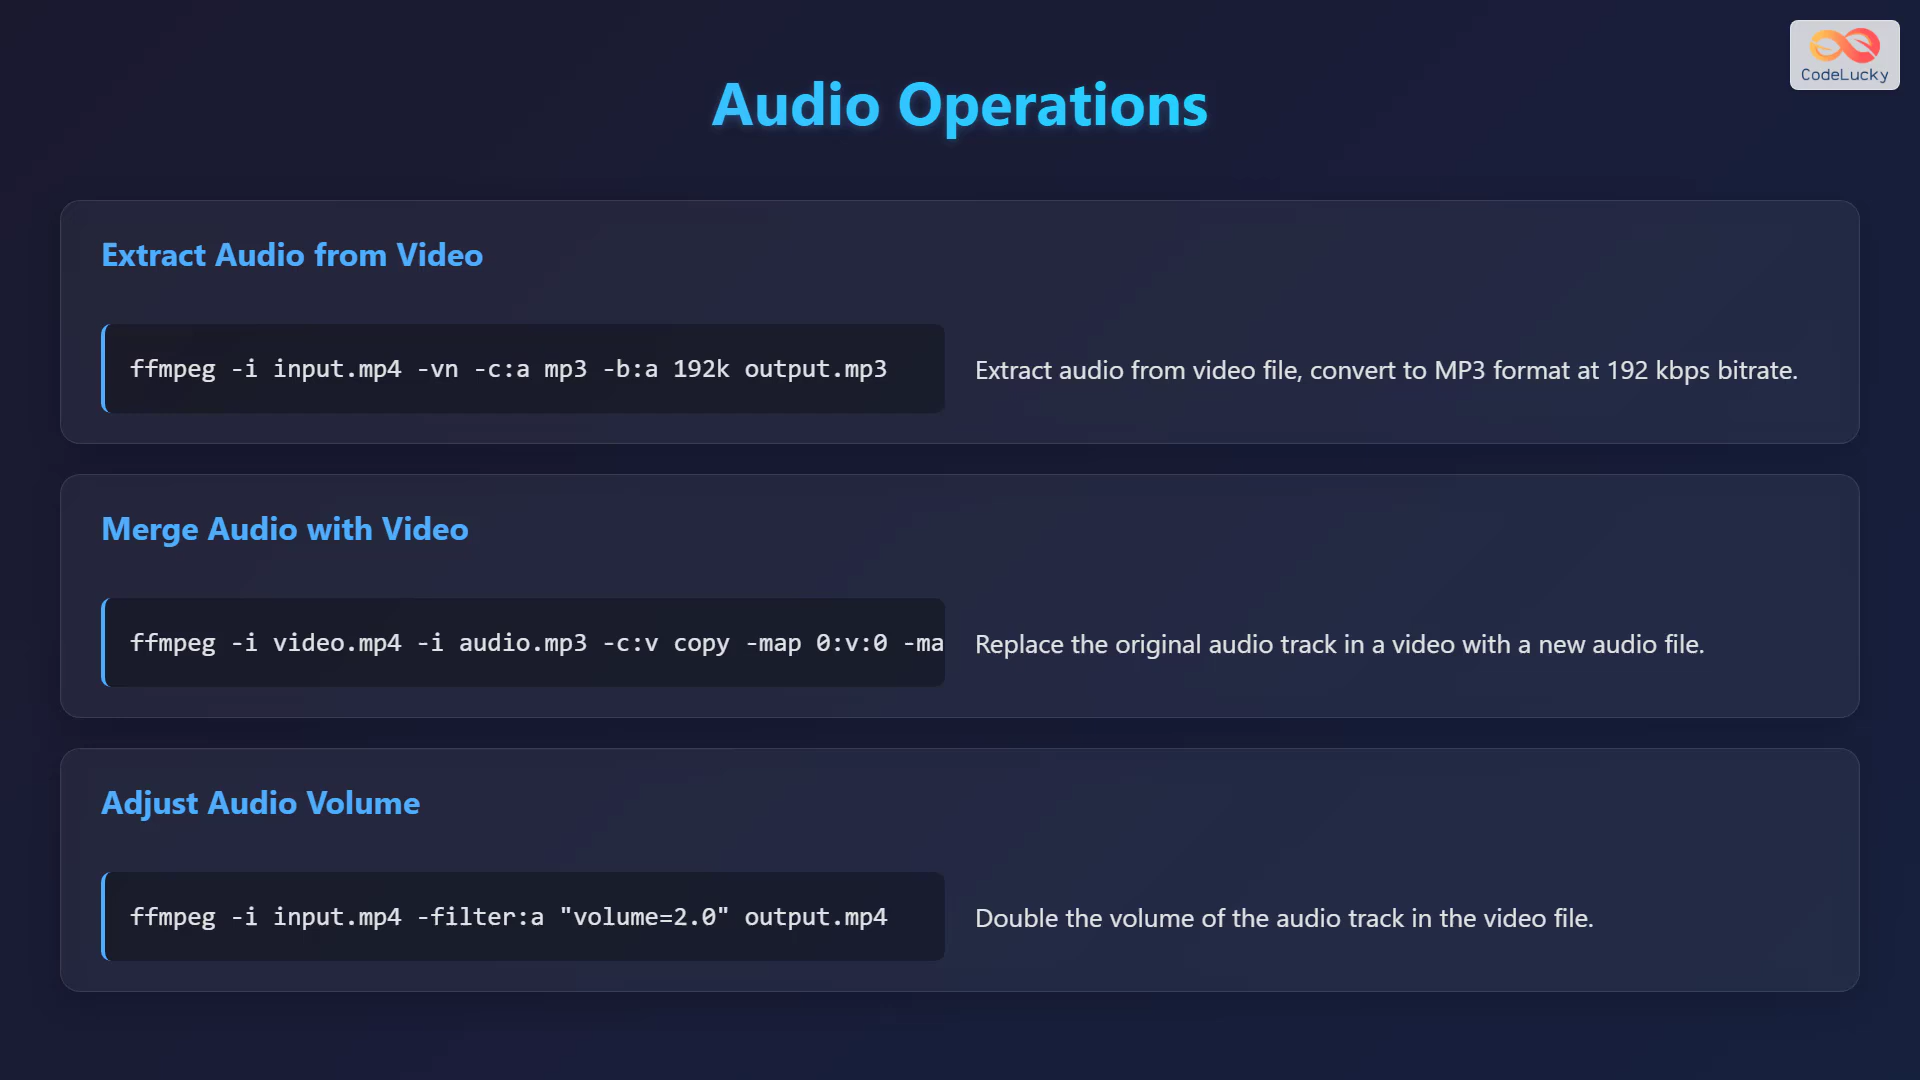 CodeLucky
Audio Operations
Extract Audio from Video
ffmpeg -i input.mp4 -vn -c:a mp3 -b:a 192k output.mp3
Extract audio from video file, convert to MP3 format at 192 kbps bitrate.
Merge Audio with Video
ffmpeg -i video.mp4 -i audio.mp3 -c:v copy -map 0:v:0 -ma
Replace the original audio track in a video with a new audio file.
Adjust Audio Volume
ffmpeg -i input.mp4 -filter:a "volume=2.0" output.mp4
Double the volume of the audio track in the video file.